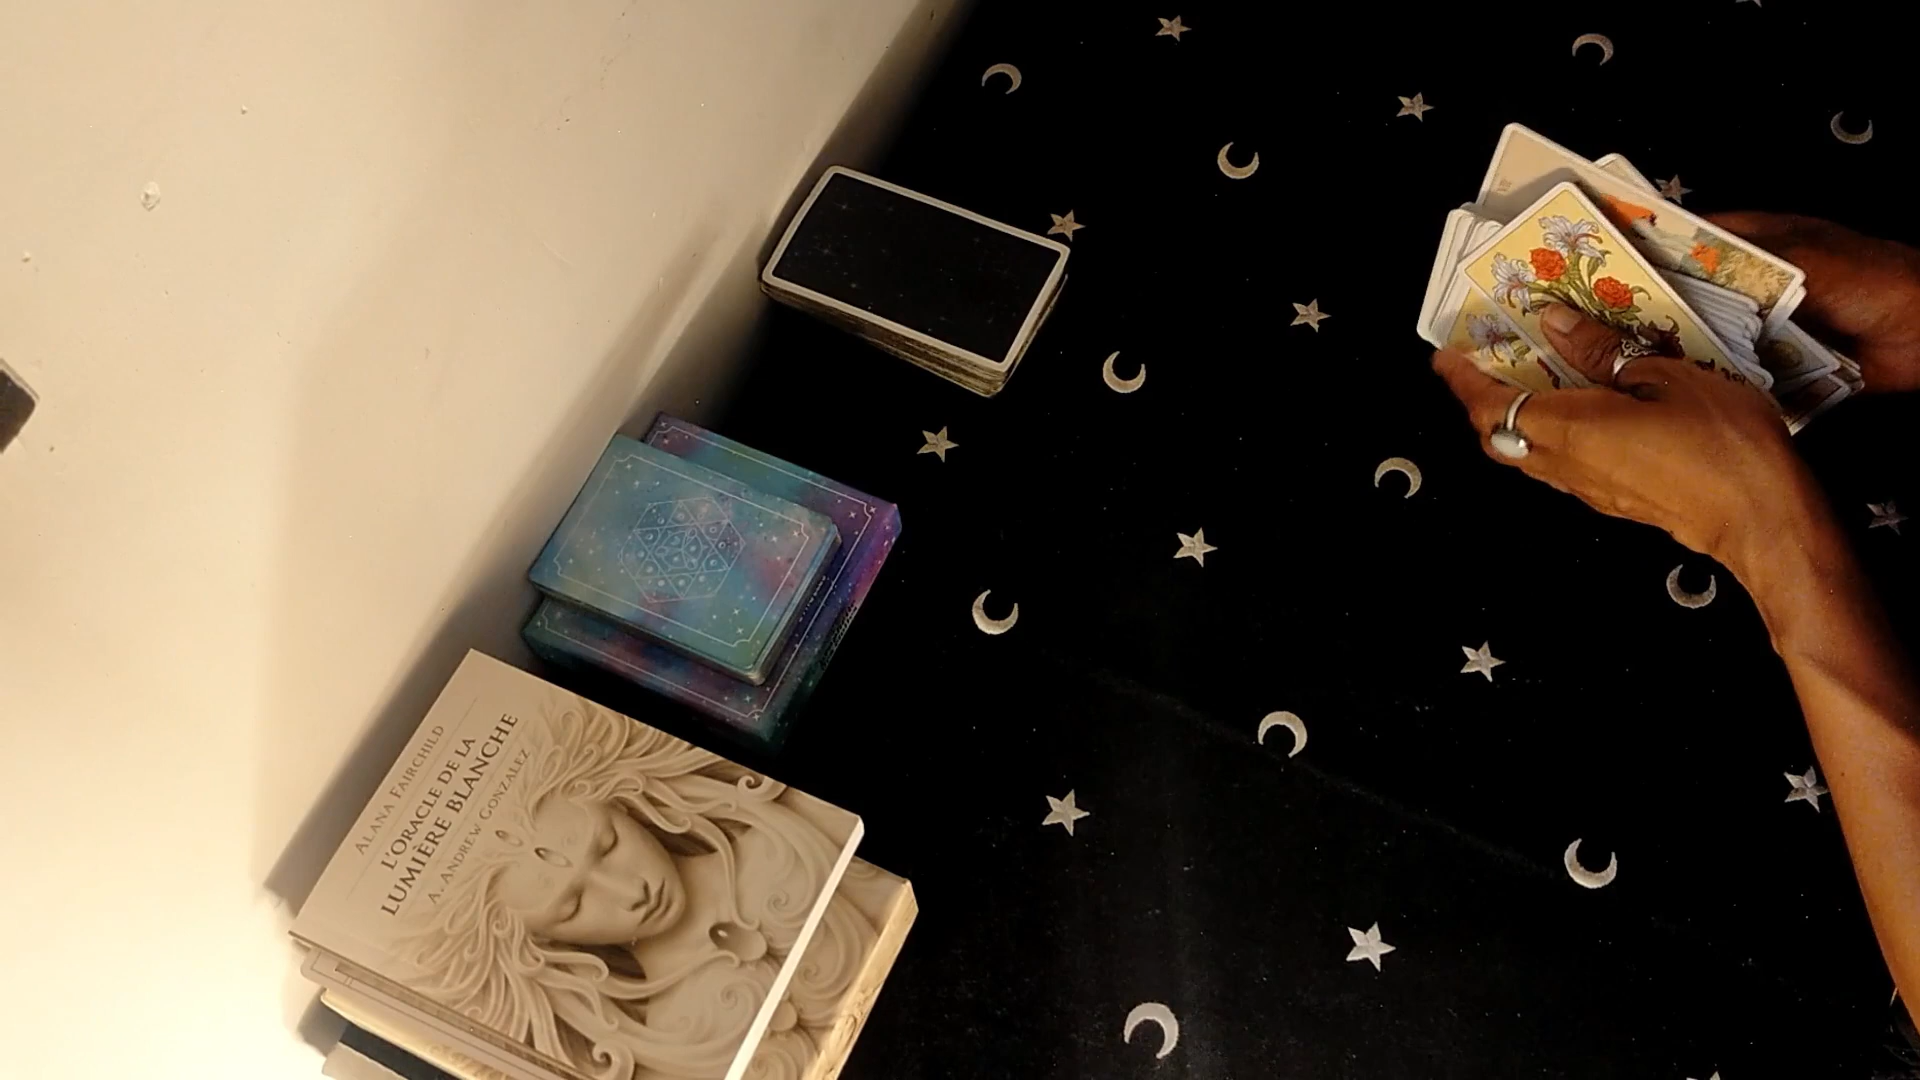 ALANA FAIRCHILD
L'ORACLE DE LA
LUMIÈRE BLANCHE
A. ANDREW GONZALEZ